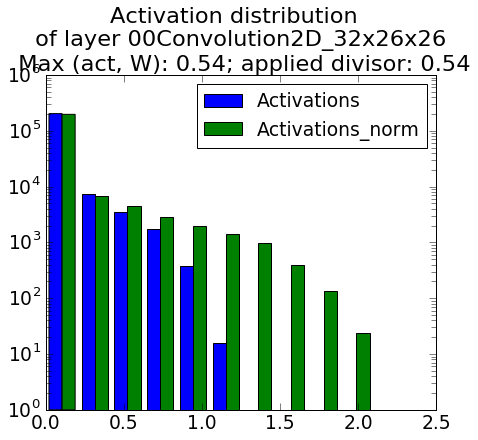 Activation distribution
of layer 00Convolution2D_32x26x26
Max (act, W): 0.54; applied divisor: 0.54
Activations
Activations_norm
10^6
10^5
10^4
10^3
10^2
10^1
10^0
0.0 0.5 1.0 1.5 2.0 2.5